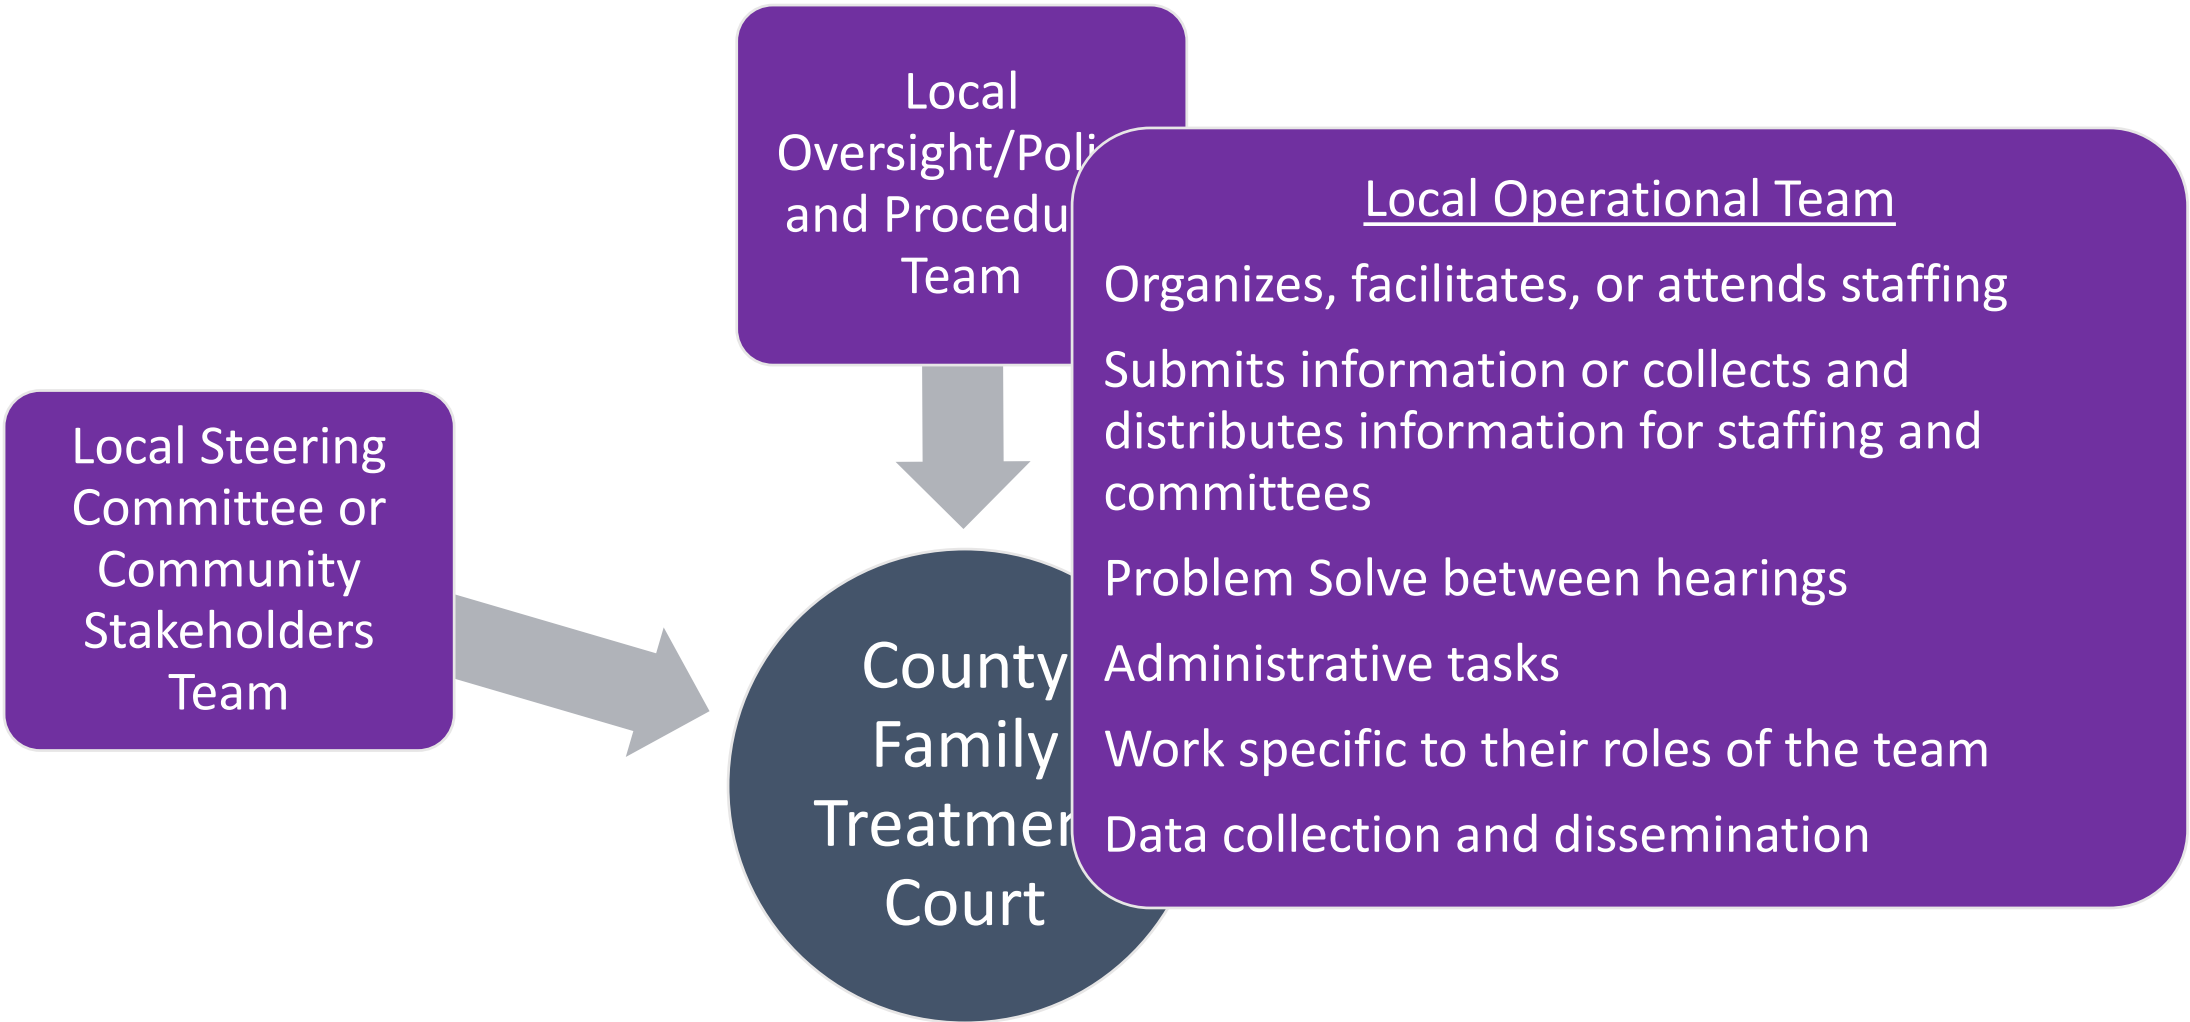 Local
Oversight/Poli
and Procedu
Team
Local Operational Team
Organizes, facilitates, or attends staffing
Submits information or collects and
distributes information for staffing and
committees
Problem Solve between hearings
Administrative tasks
Work specific to their roles of the team
Data collection and dissemination
Local Steering
Committee or
Community
Stakeholders
Team
County
Family
Treatmen
Court